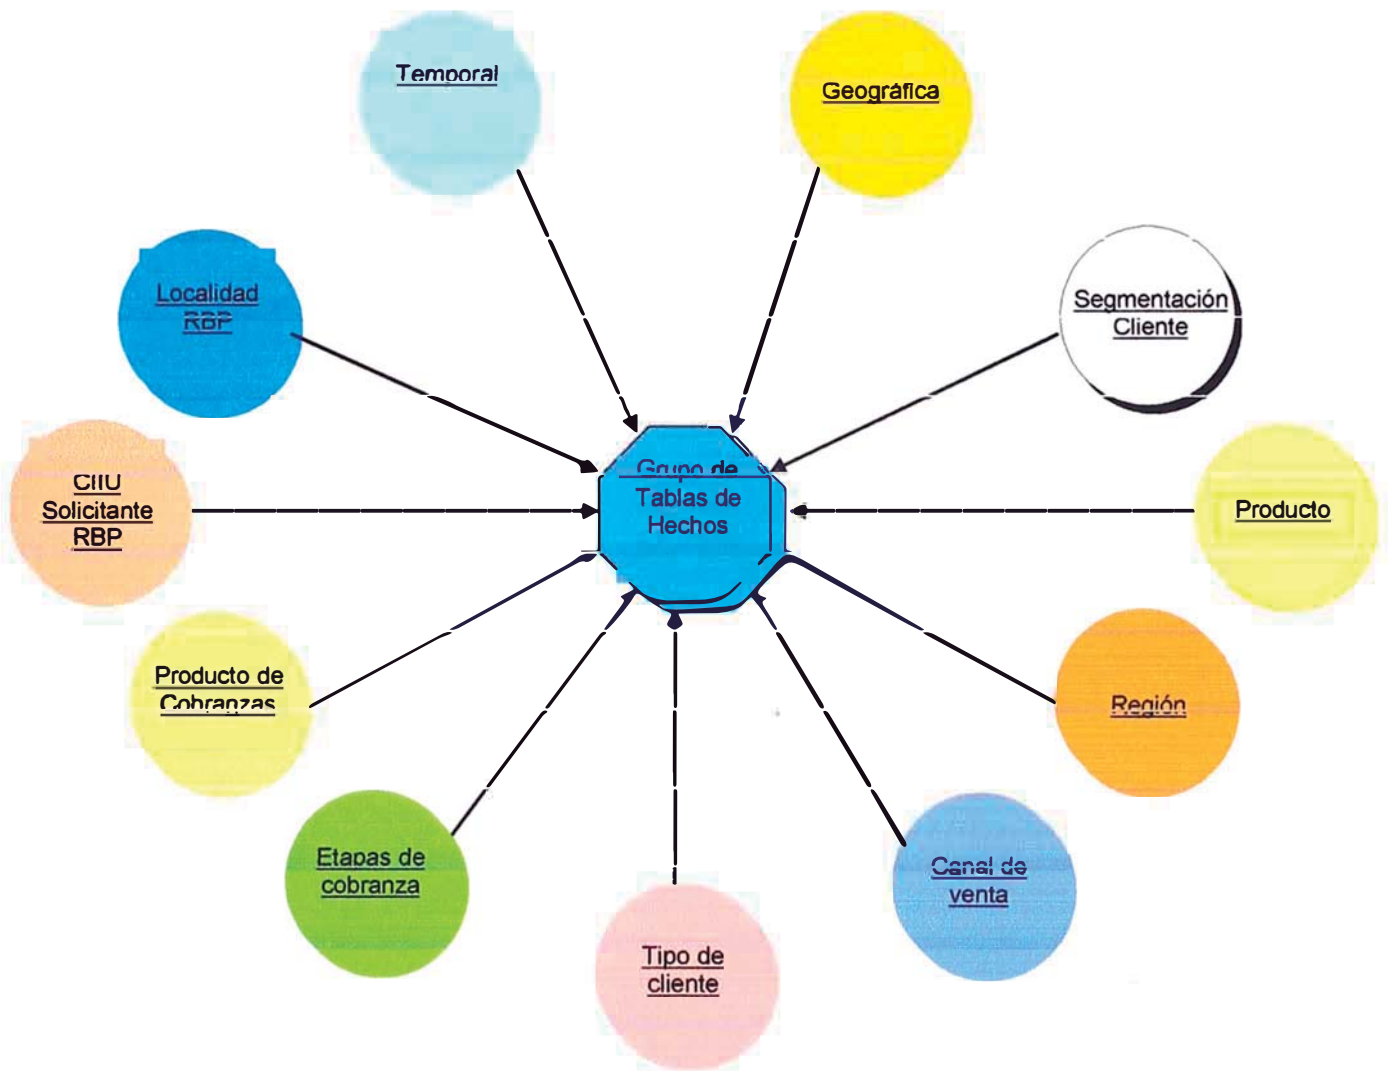 Temporal
Geográfica
Localidad
RBP
Segmentación
Cliente
Grupo de
Tablas de
Hechos
CIIU
Solicitante
RBP
Producto
Producto de
Cobranzas
Región
Etapas de
cobranza
Canal de
venta
Tipo de
cliente